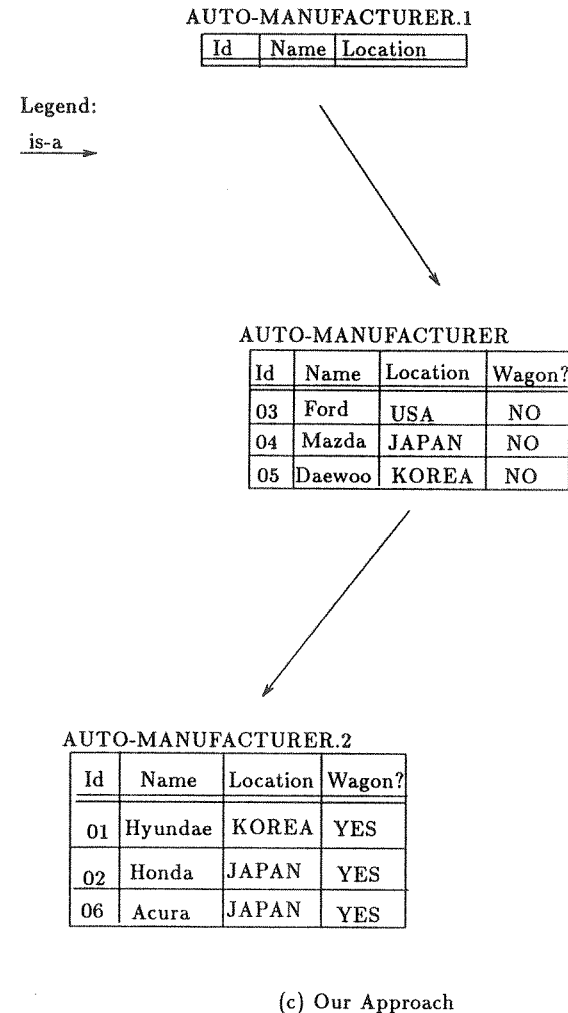 AUTO-MANUFACTURER.1
Id Name Location
Legend:
is-a
AUTO-MANUFACTURER
Id Name Location Wagon?
03 Ford USA NO
04 Mazda JAPAN NO
05 Daewoo KOREA NO
AUTO-MANUFACTURER.2
Id Name Location Wagon?
01 Hyundae KOREA YES
02 Honda JAPAN YES
06 Acura JAPAN YES
(c) Our Approach